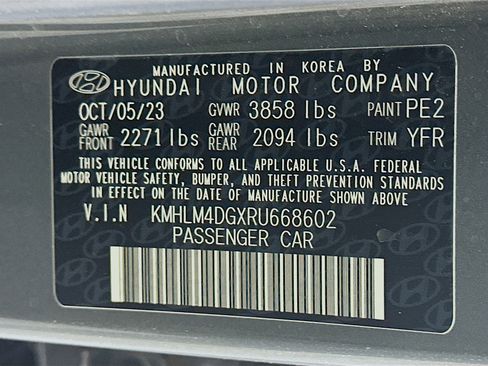 MANUFACTURED IN KOREA BY
HYUNDAI MOTOR COMPANY
OCT/05/23 GVWR 3858 lbs PAINT PE2
GAWR FRONT 2271 lbs GAWR REAR 2094 lbs TRIM YFR
THIS VEHICLE CONFORMS TO ALL APPLICABLE U.S.A. FEDERAL
MOTOR VEHICLE SAFETY, BUMPER, AND THEFT PREVENTION STANDARDS
IN EFFECT ON THE DATE OF MANUFACTURE SHOWN ABOVE
V.I.N KMHLM4DGXRU668602
PASSENGER CAR